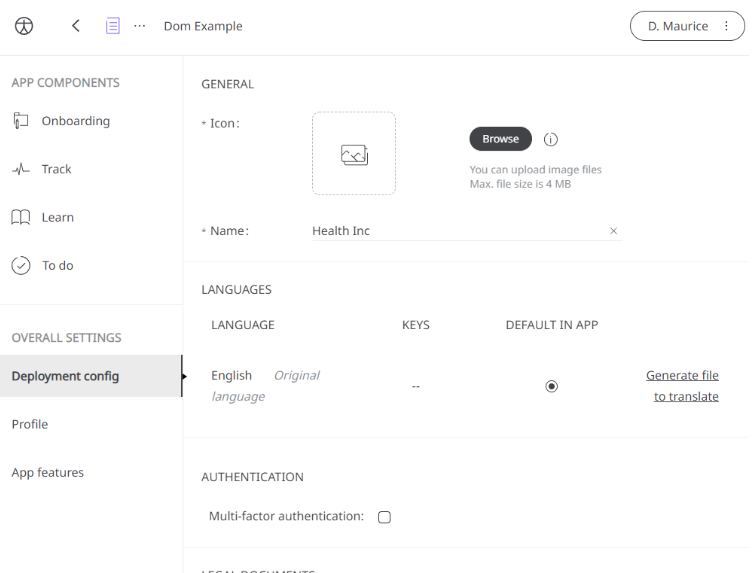 Dom Example
D. Maurice
APP COMPONENTS
Onboarding
Track
Learn
To do
OVERALL SETTINGS
Deployment config
Profile
App features
GENERAL
* Icon:
Browse
You can upload image files
Max. file size is 4 MB
* Name:
Health Inc
LANGUAGES
LANGUAGE KEYS DEFAULT IN APP
English Original
language
--
Generate file
to translate
AUTHENTICATION
Multi-factor authentication:
LEGAL DOCUMENTS